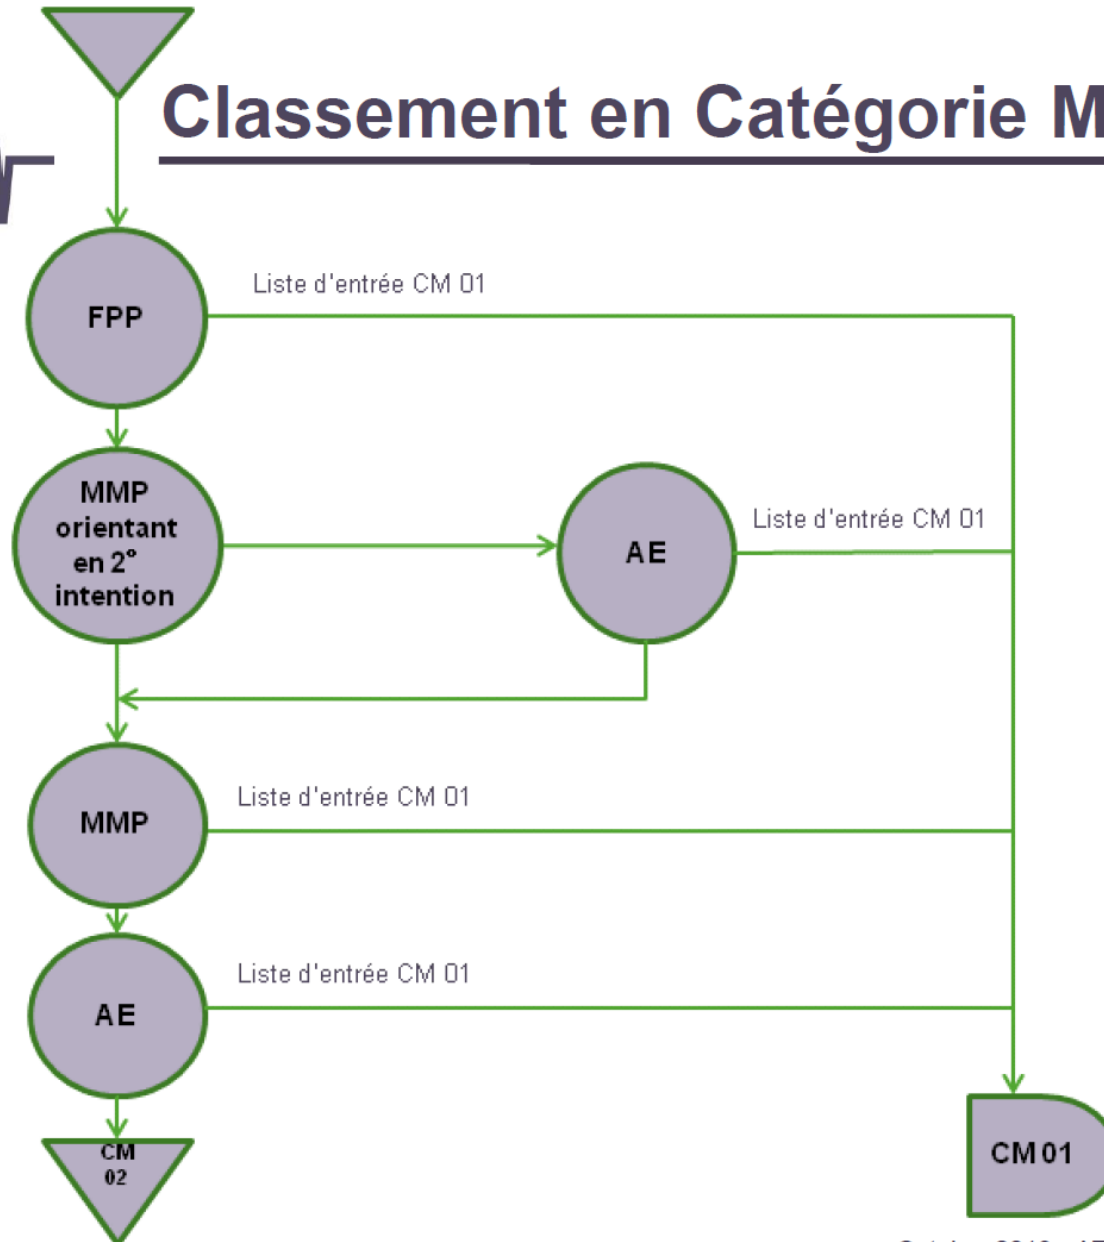 Classement en Catégorie M
Liste d'entrée CM 01
FPP
MMP
orientant
en 2°
intention
AE
Liste d'entrée CM 01
Liste d'entrée CM 01
MMP
Liste d'entrée CM 01
AE
CM
02
CM 01